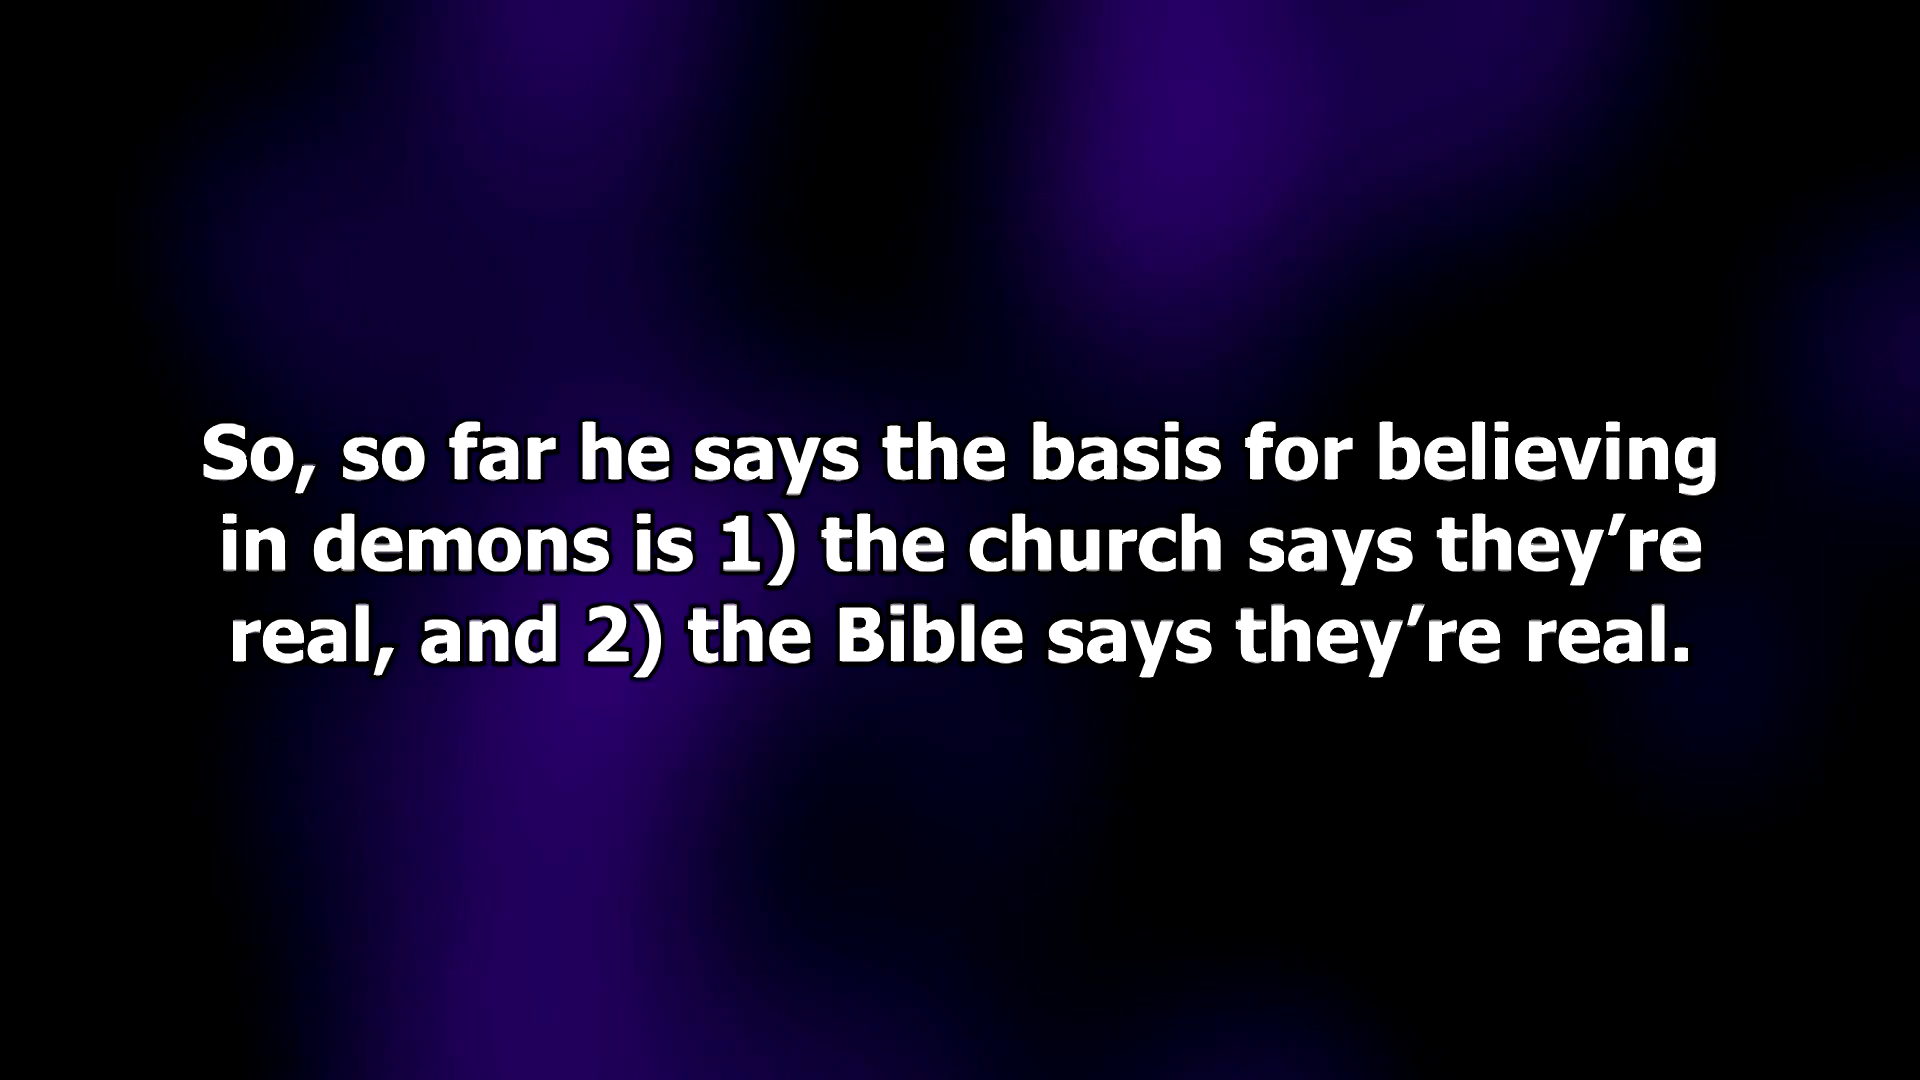 So, so far he says the basis for believing
in demons is 1) the church says they’re
real, and 2) the Bible says they’re real.